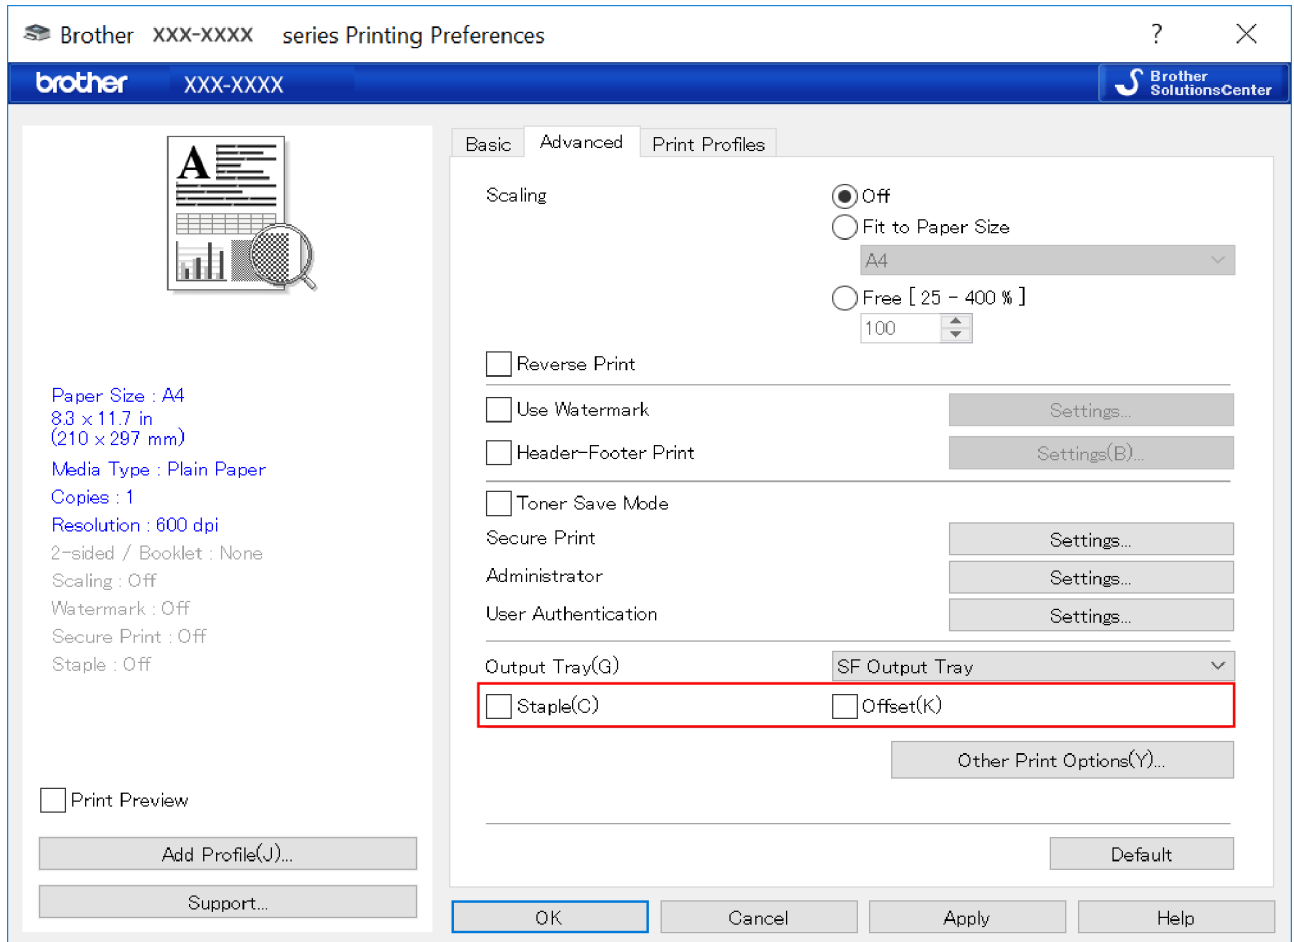 Brother XXX-XXXX series Printing Preferences
?
brother XXX-XXXX
Brother
SolutionsCenter
A
Paper Size : A4
8.3 x 11.7 in
(210 x 297 mm)
Media Type : Plain Paper
Copies : 1
Resolution : 600 dpi
2-sided / Booklet : None
Scaling : Off
Watermark : Off
Secure Print : Off
Staple : Off
Print Preview
Add Profile(J)...
Support...
Basic Advanced Print Profiles
Scaling
Off
Fit to Paper Size
A4
Free [ 25 - 400 % ]
100
Reverse Print
Use Watermark Settings...
Header-Footer Print Settings(B)...
Toner Save Mode
Secure Print Settings...
Administrator Settings...
User Authentication Settings...
Output Tray(G) SF Output Tray
Staple(C) Offset(K)
Other Print Options(Y)...
Default
OK Cancel Apply Help